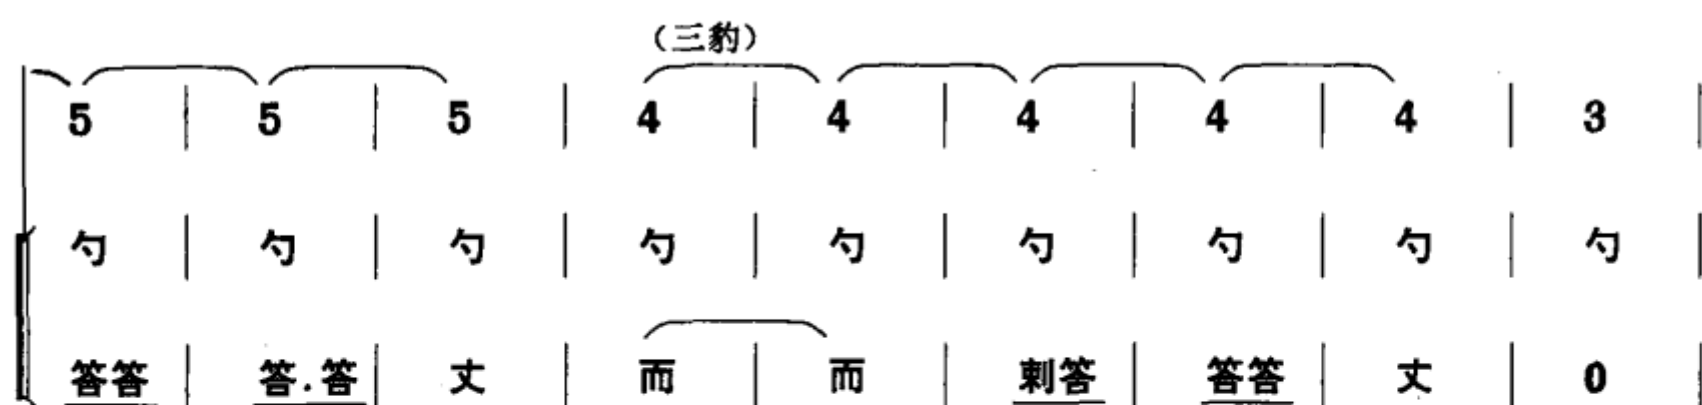 （三豹）
5 | 5 | 5 | 4 | 4 | 4 | 4 | 4 | 3 |
勺 | 勺 | 勺 | 勺 | 勺 | 勺 | 勺 | 勺 | 勺 |
答答 | 答.答 | 丈 | 而 | 而 | 刺答 | 答答 | 丈 | 0 |